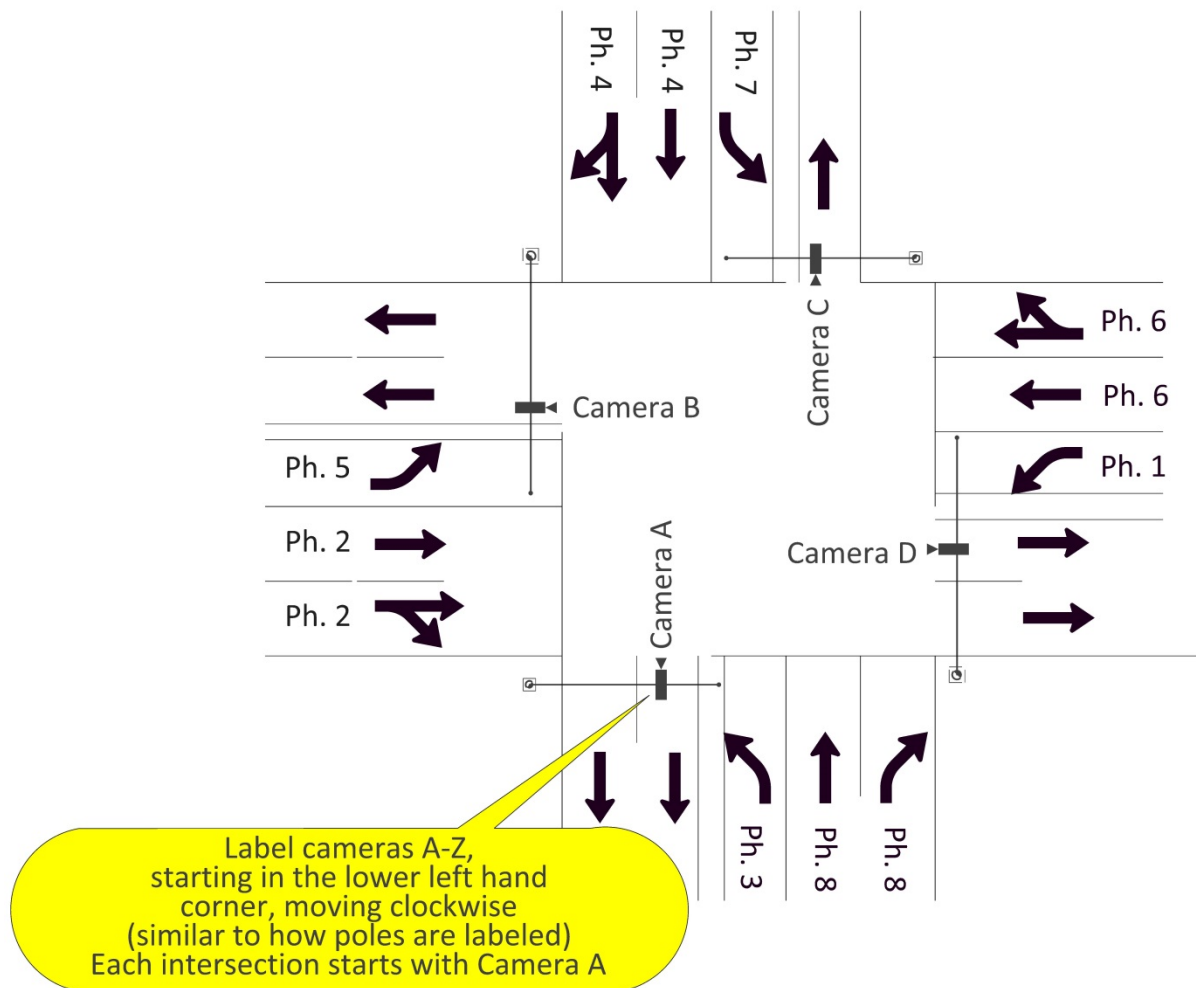 Ph. 4
Ph. 4
Ph. 7
Camera C
Ph. 6
Camera B
Ph. 6
Ph. 5
Ph. 1
Ph. 2
Camera A
Camera D
Ph. 2
Ph. 3
Ph. 8
Ph. 8
Label cameras A-Z,
starting in the lower left hand
corner, moving clockwise
(similar to how poles are labeled)
Each intersection starts with Camera A